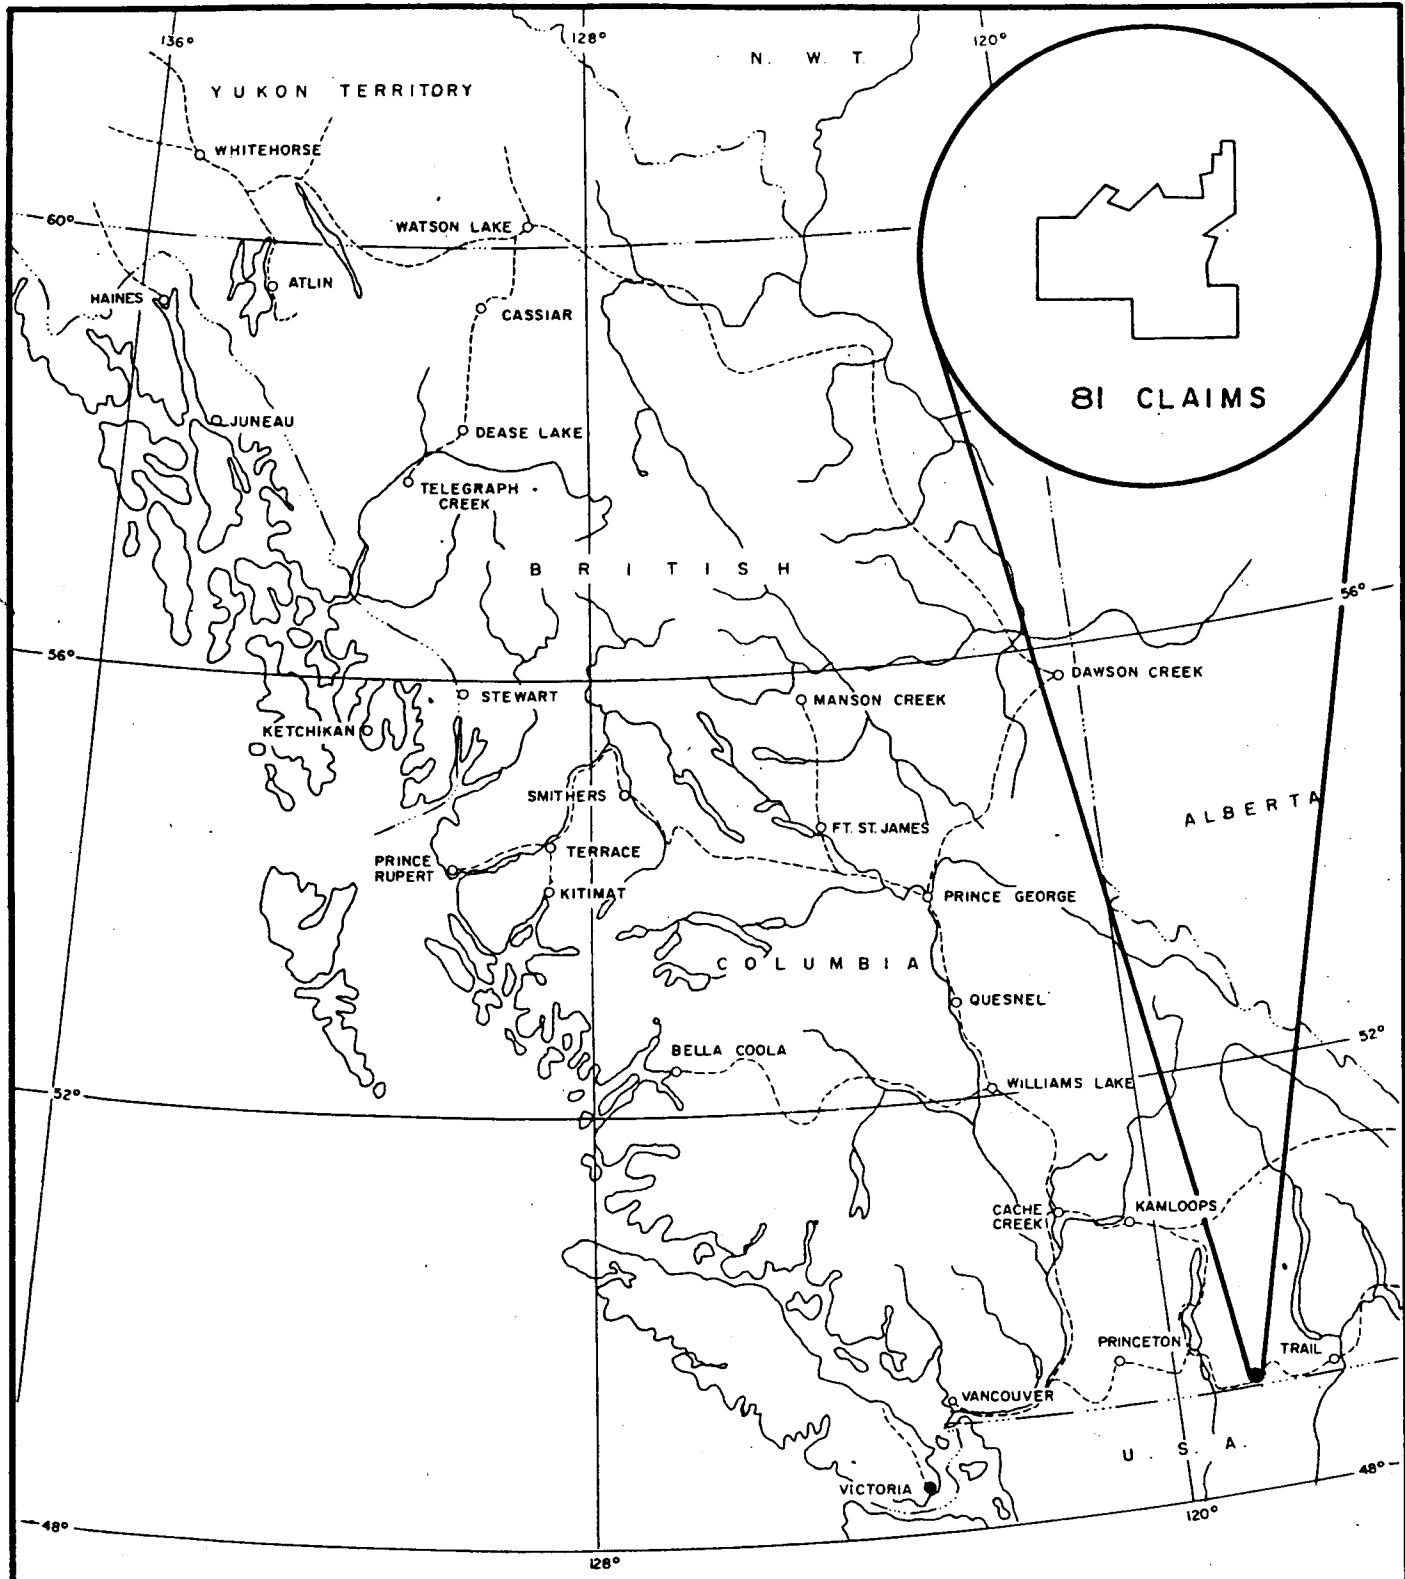 136°
128°
120°
N. W. T.
YUKON TERRITORY
WHITEHORSE
60°
WATSON LAKE
HAINES
ATLIN
CASSIAR
81 CLAIMS
JUNEAU
DEASE LAKE
TELEGRAPH
CREEK
BRITISH
56°
56°
DAWSON CREEK
STEWART
MANSON CREEK
KETCHIKAN
SMITHERS
ALBERTA
FT. ST. JAMES
TERRACE
PRINCE
RUPERT
KITIMAT
PRINCE GEORGE
COLUMBIA
QUESNEL
52°
BELLA COOLA
WILLIAMS LAKE
52°
CACHE
CREEK
KAMLOOPS
PRINCETON
TRAIL
VANCOUVER
U. S. A.
48°
VICTORIA
120°
48°
128°